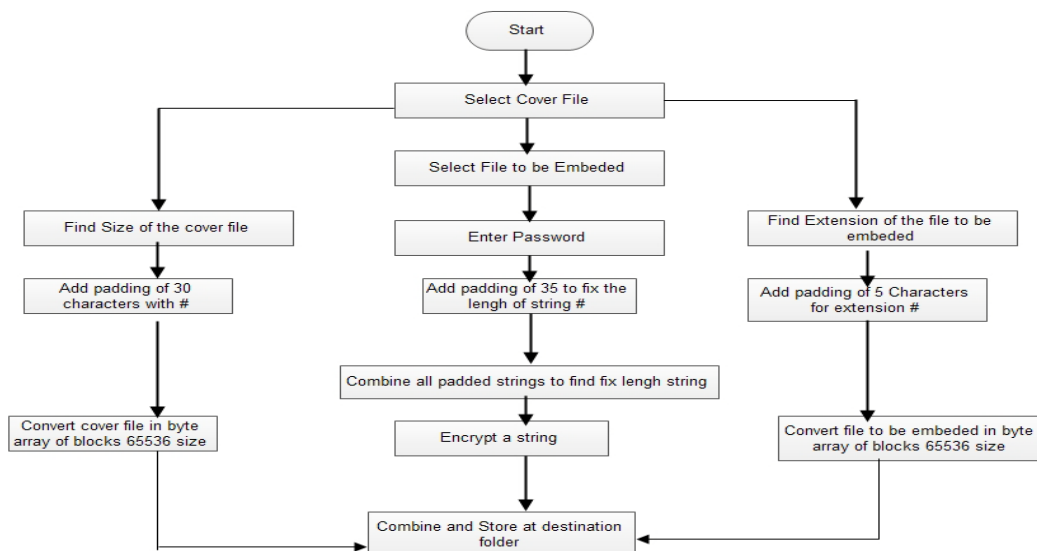 Start
Select Cover File
Select File to be Embeded
Find Size of the cover file
Enter Password
Find Extension of the file to be
embeded
Add padding of 30
characters with #
Add padding of 35 to fix the
lengh of string #
Add padding of 5 Characters
for extension #
Combine all padded strings to find fix lengh string
Convert cover file in byte
array of blocks 65536 size
Encrypt a string
Convert file to be embeded in byte
array of blocks 65536 size
Combine and Store at destination
folder